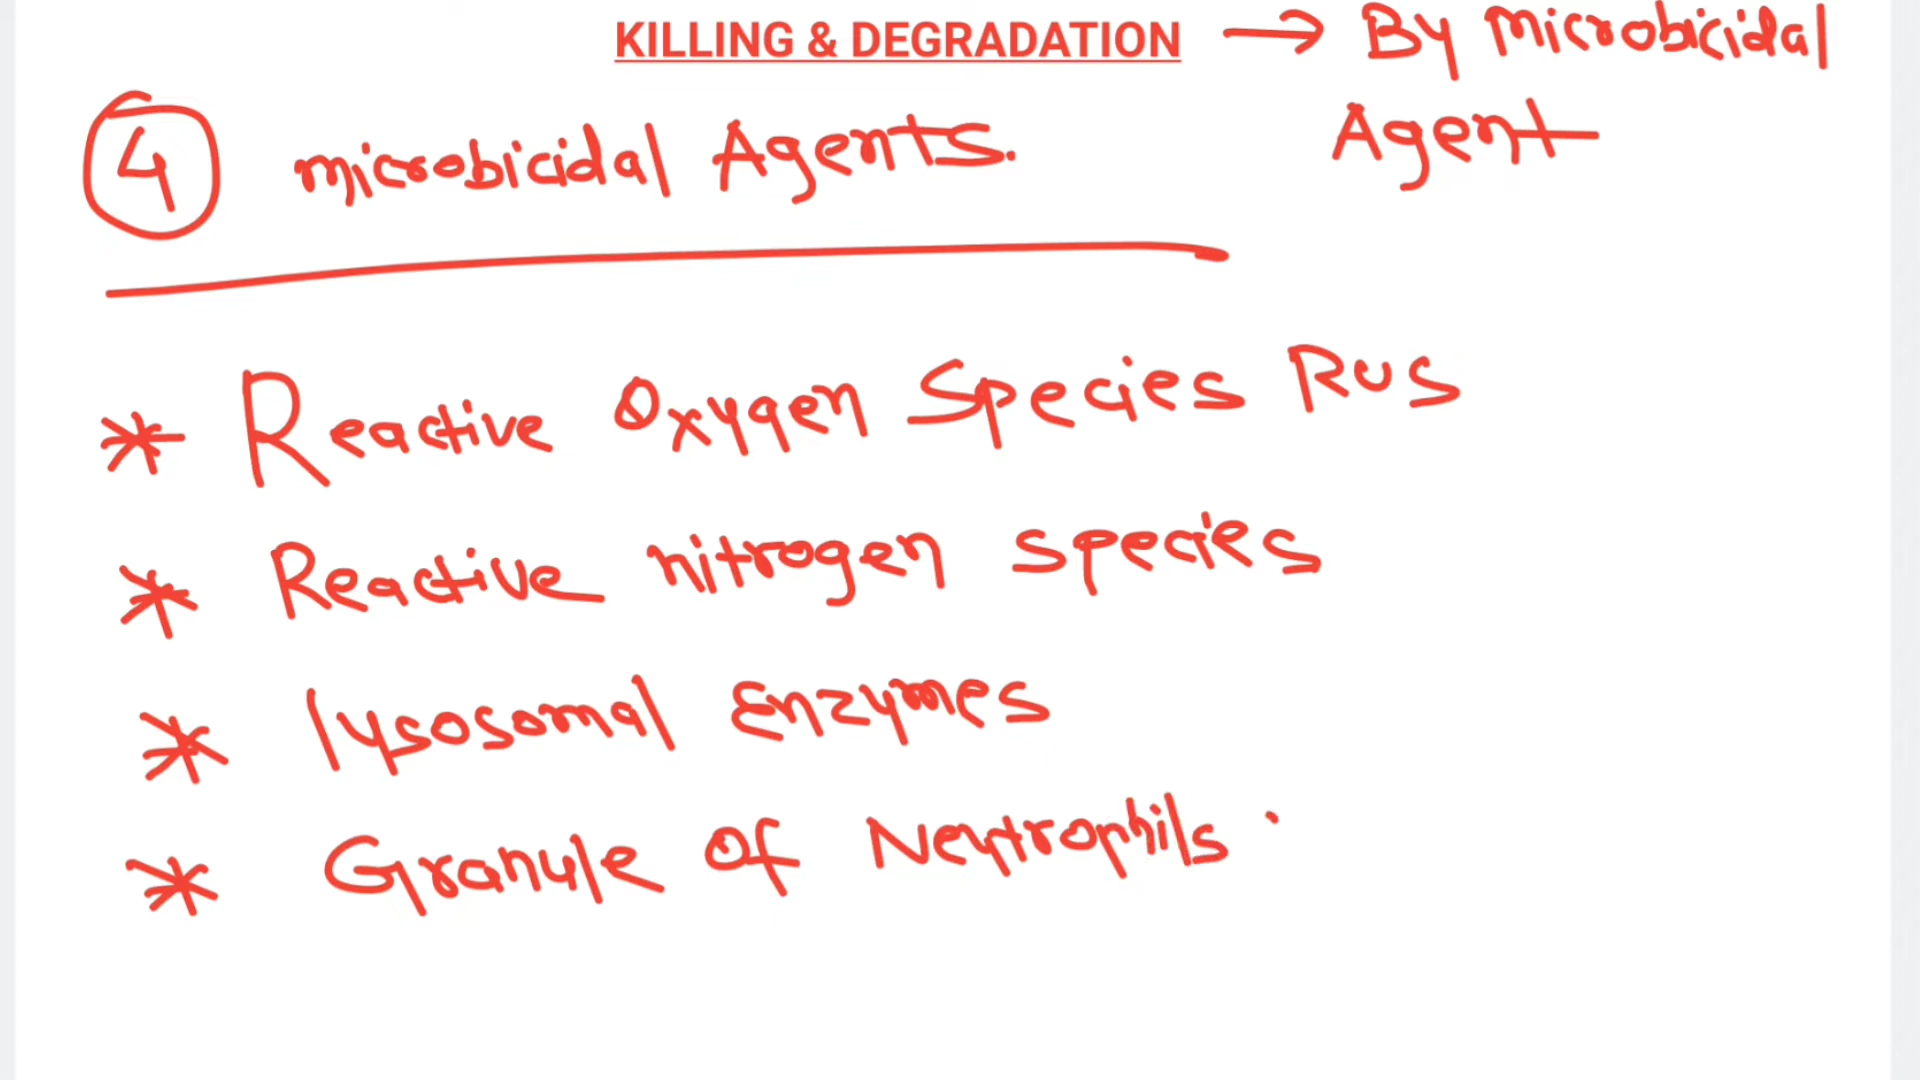 KILLING & DEGRADATION → By Microbicidal
Agent
4 microbicidal Agents.
* Reactive Oxygen Species ROS
* Reactive nitrogen species
* lysosomal Enzymes
* Granule of Neutrophils.